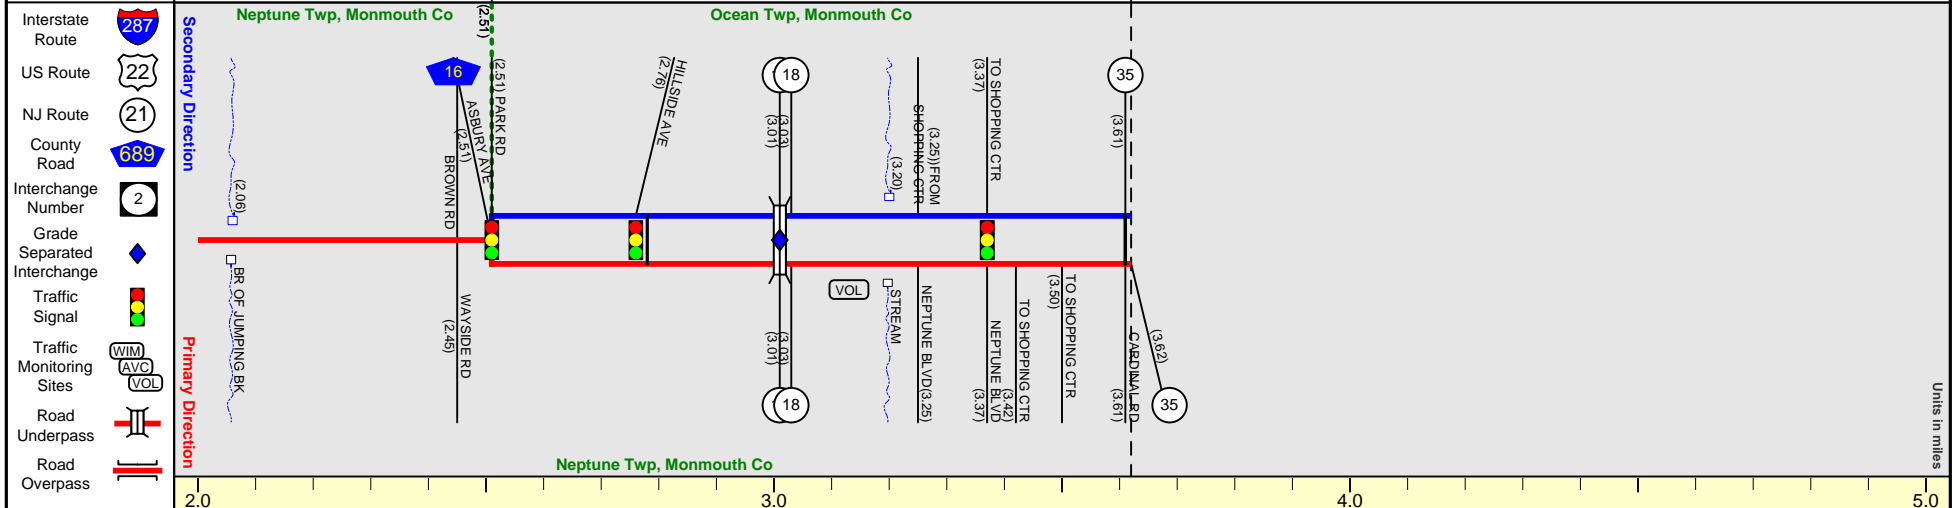 Interstate
Route
287
US Route
22
NJ Route
21
County
Road
689
Interchange
Number
2
Grade
Separated
Interchange
Traffic
Signal
Traffic
Monitoring
Sites
WIM
AVC
VOL
Road
Underpass
Road
Overpass
Secondary Direction
Primary Direction
Neptune Twp, Monmouth Co
(2.51)
Ocean Twp, Monmouth Co
(2.06)
16
BROWN RD
(2.51)
ASBURY AVE
(2.51) PARK RD
(2.76)
HILLSIDE AVE
18
(3.01)
(3.03)
(3.20)
SHOPPING CTR
(3.25))FROM
(3.37)
TO SHOPPING CTR
35
(3.61)
BR OF JUMPING BK
(2.45)
WAYSIDE RD
(3.01)
(3.03)
18
VOL
STREAM
NEPTUNE BLVD(3.25)
(3.37)
NEPTUNE BLVD
(3.42)
TO SHOPPING CTR
(3.50)
TO SHOPPING CTR
(3.61)
CARDINAL RD
(3.62)
35
Neptune Twp, Monmouth Co
Units in miles
2.0
3.0
4.0
5.0